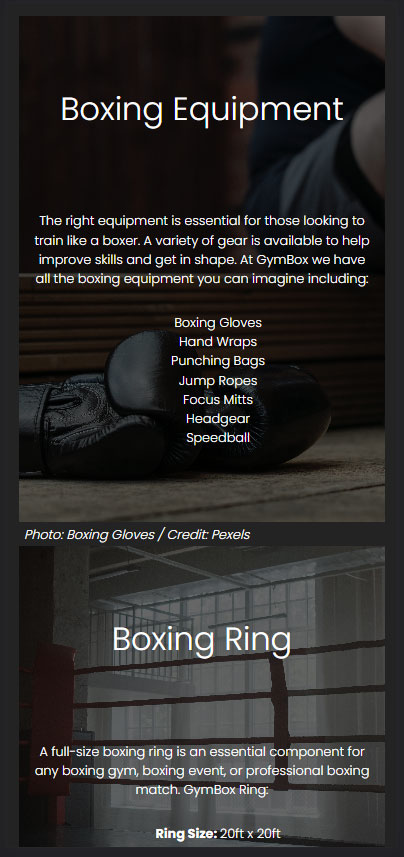 Boxing Equipment
The right equipment is essential for those looking to
train like a boxer. A variety of gear is available to help
improve skills and get in shape. At GymBox we have
all the boxing equipment you can imagine including:
Boxing Gloves
Hand Wraps
Punching Bags
Jump Ropes
Focus Mitts
Headgear
Speedball
Photo: Boxing Gloves / Credit: Pexels
Boxing Ring
A full-size boxing ring is an essential component for
any boxing gym, boxing event, or professional boxing
match. GymBox Ring:
Ring Size: 20ft x 20ft